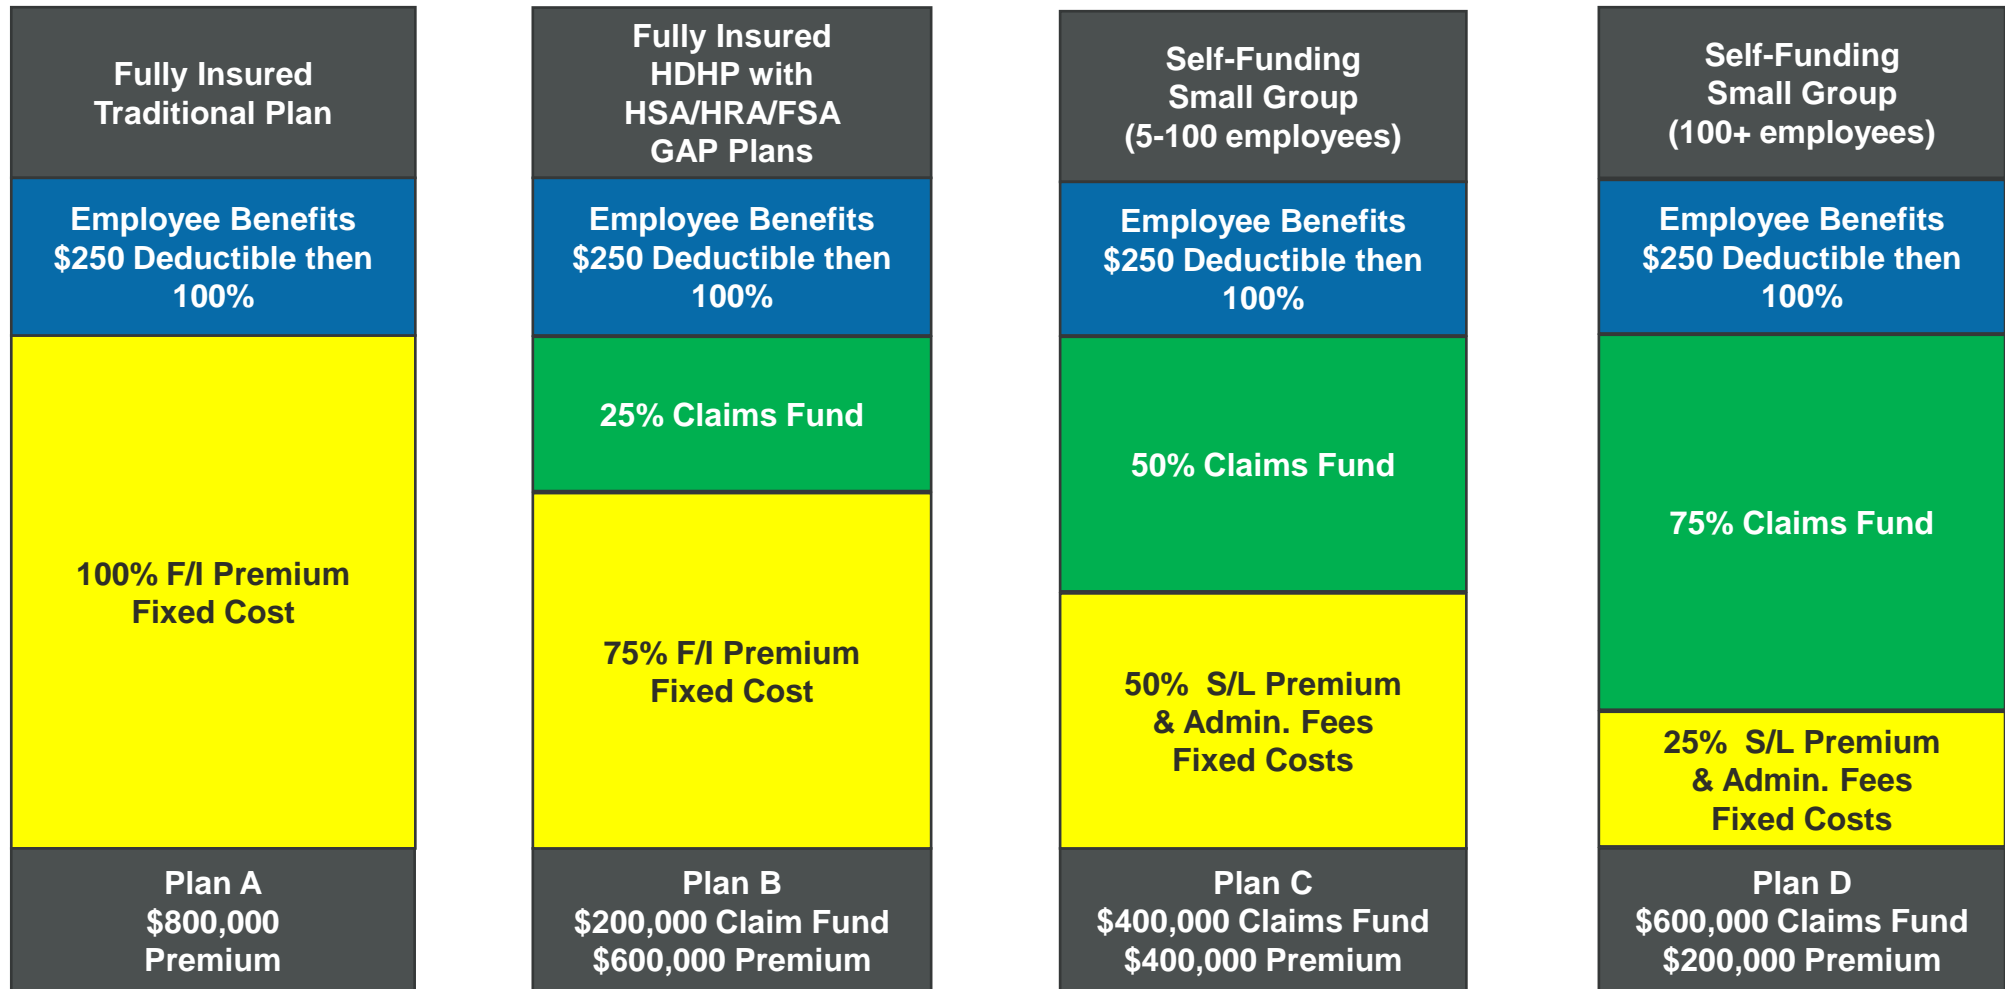 Fully Insured
Traditional Plan
Employee Benefits
$250 Deductible then
100%
100% F/I Premium
Fixed Cost
Plan A
$800,000
Premium
Fully Insured
HDHP with
HSA/HRA/FSA
GAP Plans
Employee Benefits
$250 Deductible then
100%
25% Claims Fund
75% F/I Premium
Fixed Cost
Plan B
$200,000 Claim Fund
$600,000 Premium
Self-Funding
Small Group
(5-100 employees)
Employee Benefits
$250 Deductible then
100%
50% Claims Fund
50%  S/L Premium
& Admin. Fees
Fixed Costs
Plan C
$400,000 Claims Fund
$400,000 Premium
Self-Funding
Small Group
(100+ employees)
Employee Benefits
$250 Deductible then
100%
75% Claims Fund
25%  S/L Premium
& Admin. Fees
Fixed Costs
Plan D
$600,000 Claims Fund
$200,000 Premium